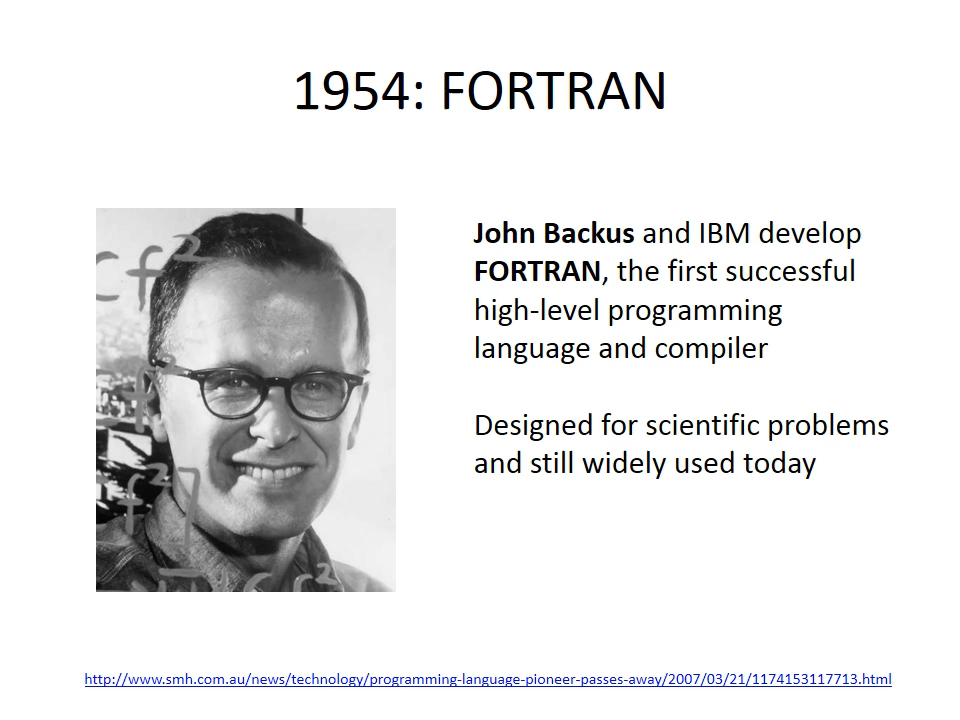 1954: FORTRAN
John Backus and IBM develop
FORTRAN, the first successful
high-level programming
language and compiler
Designed for scientific problems
and still widely used today
http://www.smh.com.au/news/technology/programming-language-pioneer-passes-away/2007/03/21/1174153117713.html